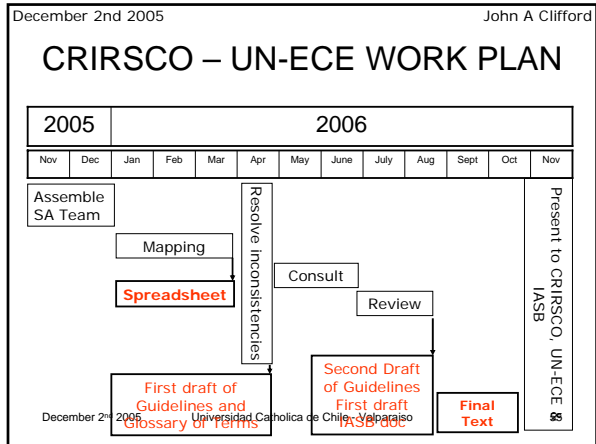 December 2nd 2005 John A Clifford
CRIRSCO – UN-ECE WORK PLAN
2005 2006
Nov Dec Jan Feb Mar Apr May June July Aug Sept Oct Nov
Assemble
SA Team
Mapping
Spreadsheet
Resolve inconsistencies
Consult
Review
Present to CRIRSCO, UN-ECE
IASB
First draft of
Guidelines and
Glossary of Terms
Second Draft
of Guidelines
First draft
IASB doc
Final
Text
December 2nd 2005 Universidad Catholica de Chile - Valparaiso